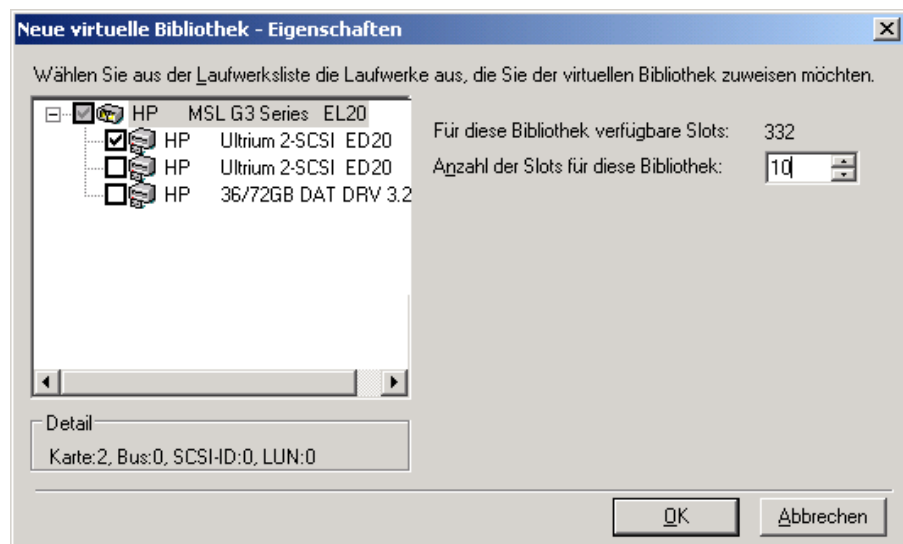 Neue virtuelle Bibliothek - Eigenschaften
Wählen Sie aus der Laufwerksliste die Laufwerke aus, die Sie der virtuellen Bibliothek zuweisen möchten.
HP MSL G3 Series EL20
HP Ultrium 2-SCSI ED20
HP Ultrium 2-SCSI ED20
HP 36/72GB DAT DRV 3.2
Für diese Bibliothek verfügbare Slots: 332
Anzahl der Slots für diese Bibliothek: 10
Detail
Karte:2, Bus:0, SCSI-ID:0, LUN:0
OK
Abbrechen